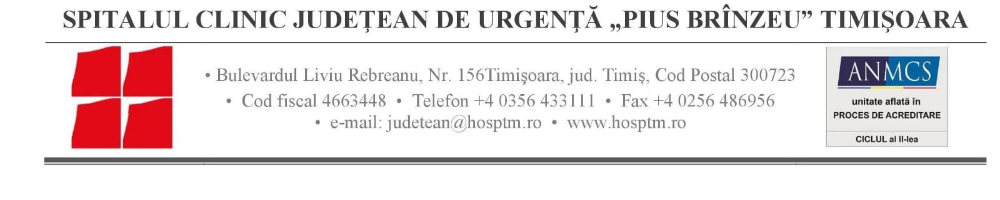 SPITALUL CLINIC JUDEŢEAN DE URGENŢĂ „PIUS BRÎNZEU” TIMIŞOARA
• Bulevardul Liviu Rebreanu, Nr. 156Timişoara, jud. Timiș, Cod Postal 300723
• Cod fiscal 4663448 • Telefon +4 0356 433111 • Fax +4 0256 486956
• e-mail: judetean@hosptm.ro • www.hosptm.ro
ANMCS
unitate aflată în
PROCES DE ACREDITARE
CICLUL al II-lea